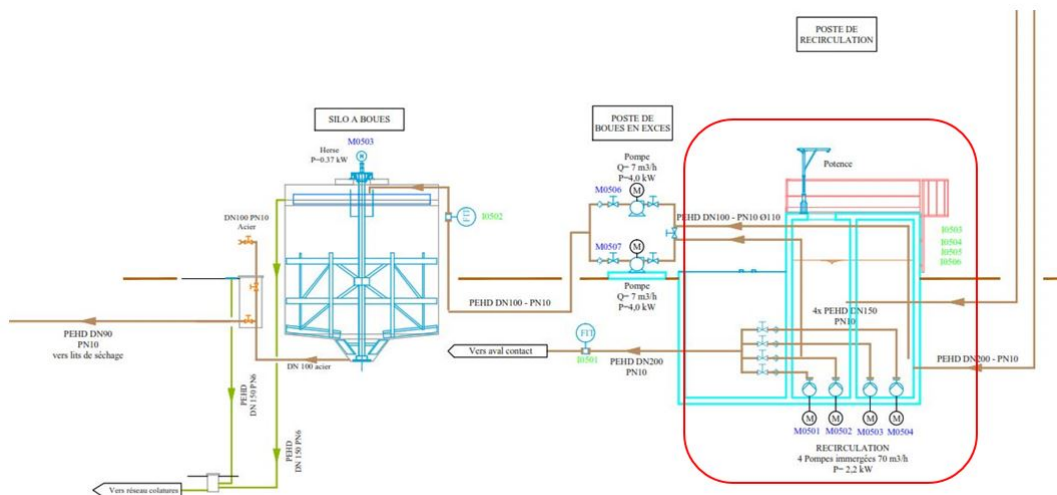 POSTE DE
RECIRCULATION
SILO A BOUES
POSTE DE
BOUES EN EXCES
M0503
Herse
P=0.37 kW
Pompe
Q= 7 m3/h
P=4,0 kW
M0506
M
Potence
DN100 PN10
Acier
FIT
I0502
PEHD DN100 - PN10 Ø110
I0503
I0504
I0505
I0506
M0507
M
PEHD DN100 - PN10
Pompe
Q= 7 m3/h
P=4,0 kW
4x PEHD DN150
PN10
PEHD DN90
PN10
vers lits de séchage
FIT
Vers aval contact
I0501
PEHD DN200
PN10
PEHD DN200 - PN10
DN 100 acier
PEHD
DN 150 PN6
PEHD
DN 150 PN6
M
M
M
M
M0501
M0502
M0503
M0504
RECIRCULATION
4 Pompes immergées 70 m3/h
P= 2,2 kW
Vers réseau colatures